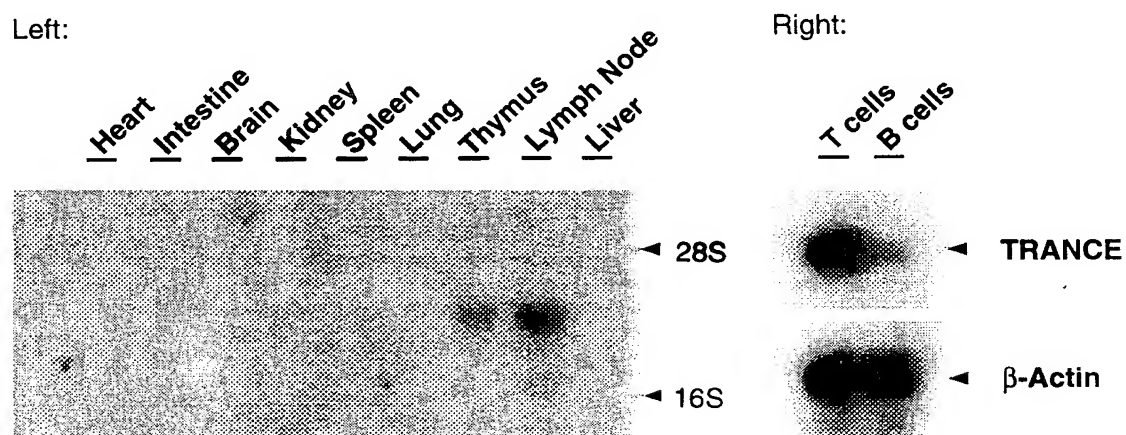 Left:
Right:
Heart
Intestine
Brain
Kidney
Spleen
Lung
Thymus
Lymph Node
Liver
T cells
B cells
28S
TRANCE
16S
β-Actin